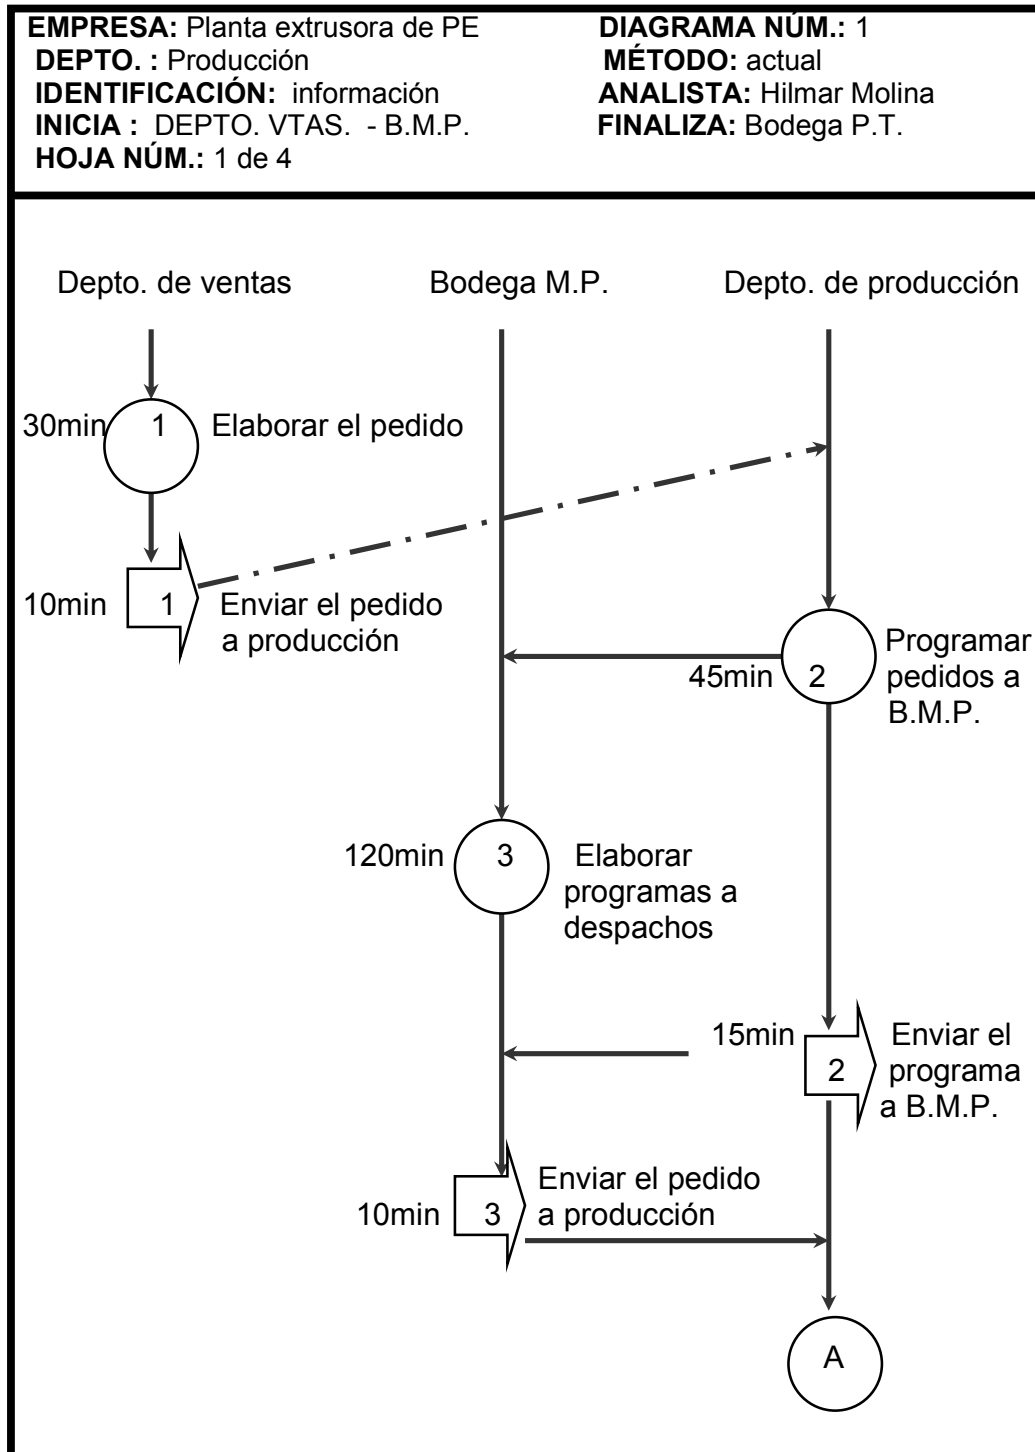 EMPRESA: Planta extrusora de PE DIAGRAMA NÚM.: 1
DEPTO. : Producción MÉTODO: actual
IDENTIFICACIÓN: información ANALISTA: Hilmar Molina
INICIA : DEPTO. VTAS. - B.M.P. FINALIZA: Bodega P.T.
HOJA NÚM.: 1 de 4
Depto. de ventas Bodega M.P. Depto. de producción
30min 1 Elaborar el pedido
10min 1 Enviar el pedido
a producción
45min 2 Programar
pedidos a
B.M.P.
120min 3 Elaborar
programas a
despachos
15min 2 Enviar el
programa
a B.M.P.
10min 3 Enviar el pedido
a producción
A